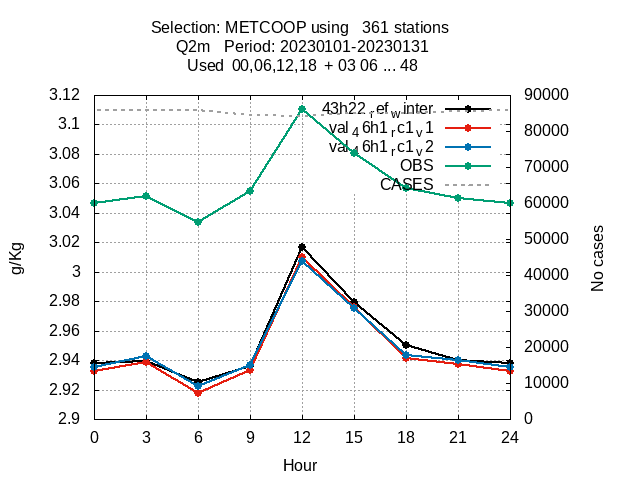 Selection: METCOOP using   361 stations
Q2m   Period: 20230101-20230131
Used  00,06,12,18  + 03 06 ... 48
3.12
3.1
3.08
3.06
3.04
3.02
3
2.98
2.96
2.94
2.92
2.9
g/Kg
43h22_ref_winter
val_46h1_rc1_v1
val_46h1_rc1_v2
OBS
CASES
90000
80000
70000
60000
50000
40000
30000
20000
10000
0
No cases
0 3 6 9 12 15 18 21 24
Hour